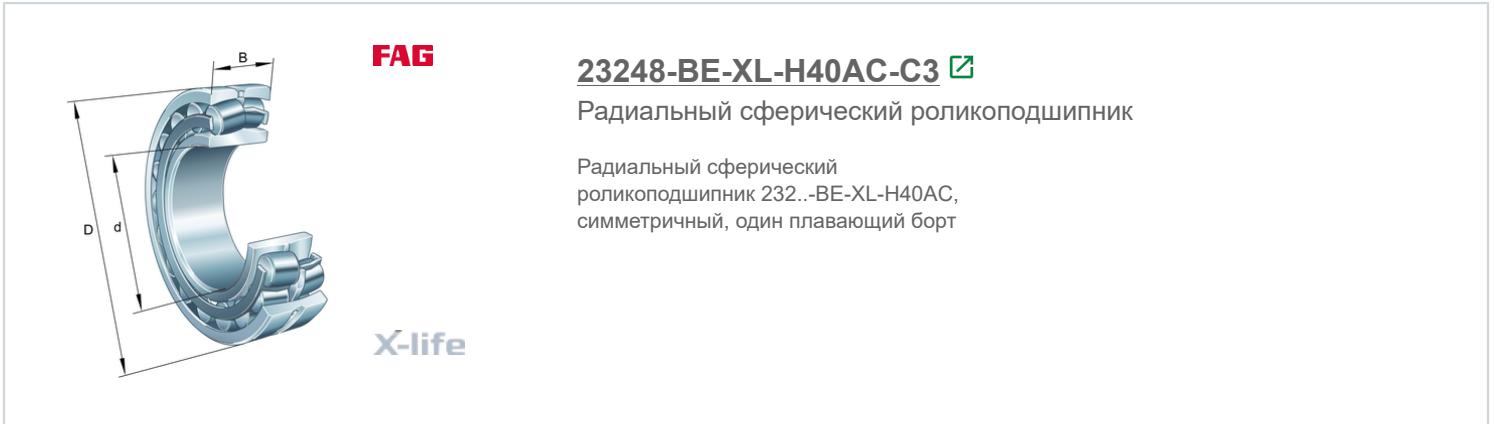 B
FAG
23248-BE-XL-H40AC-C3
Радиальный сферический роликоподшипник
Радиальный сферический
роликоподшипник 232..-BE-XL-H40AC,
симметричный, один плавающий борт
D
d
X-life